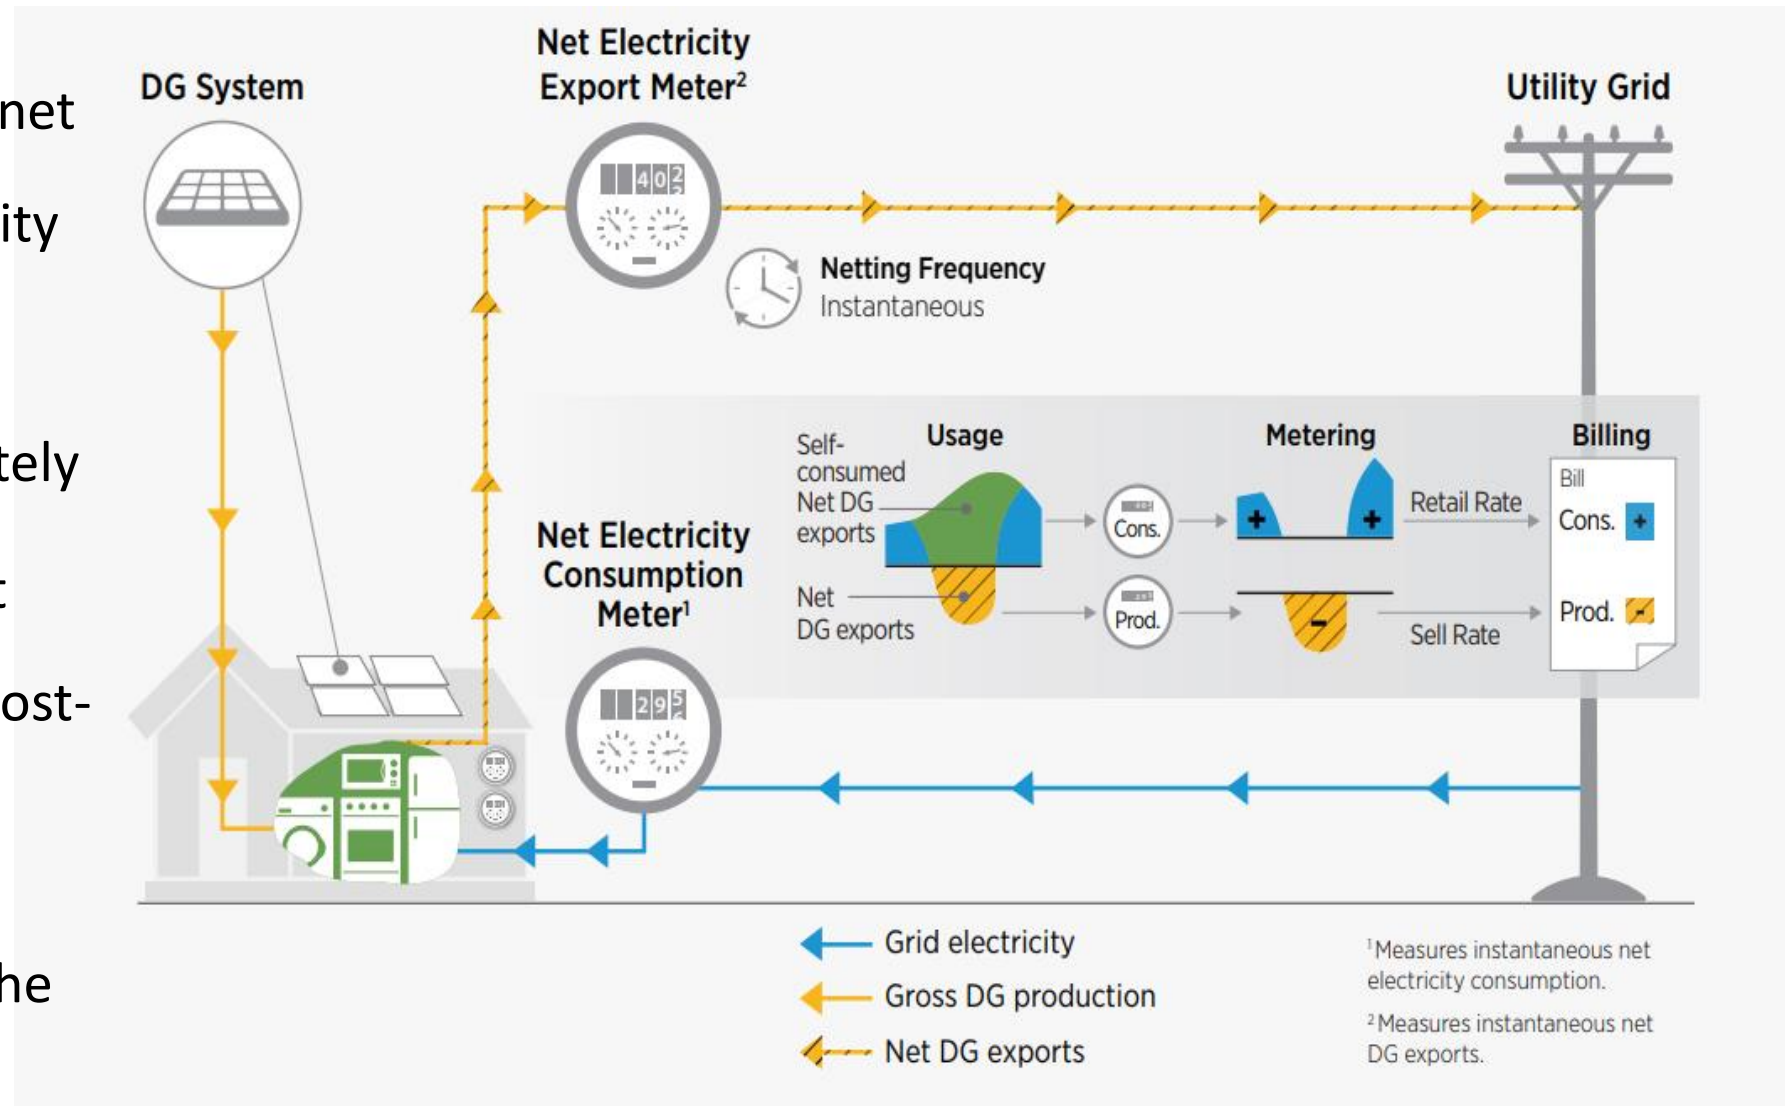 net
ity
tely
t
ost-
he
DG System
Net Electricity
Export Meter²
Utility Grid
402
3
Netting Frequency
Instantaneous
Usage
Metering
Billing
Self-
consumed
Net DG
exports
Net
DG exports
Cons.
Prod.
+
+
-
Retail Rate
Sell Rate
Bill
Cons. +
Prod. -
Net Electricity
Consumption
Meter¹
295
6
Grid electricity
Gross DG production
Net DG exports
¹Measures instantaneous net
electricity consumption.
²Measures instantaneous net
DG exports.